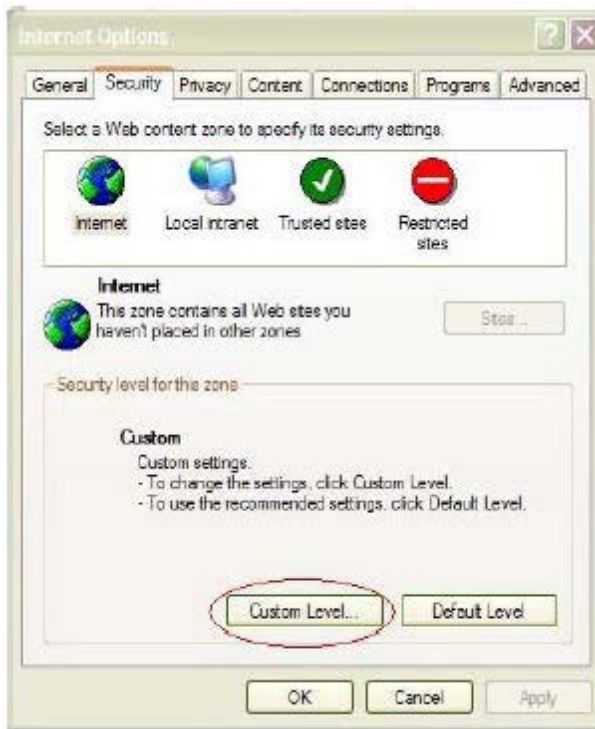 Internet Options
General Security Privacy Content Connections Programs Advanced
Select a Web content zone to specify its security settings.
Internet
Local intranet
Trusted sites
Restricted
sites
Internet
This zone contains all Web sites you
haven't placed in other zones
Sites...
Security level for this zone
Custom
Custom settings.
- To change the settings, click Custom Level.
- To use the recommended settings, click Default Level.
Custom Level... Default Level
OK Cancel Apply